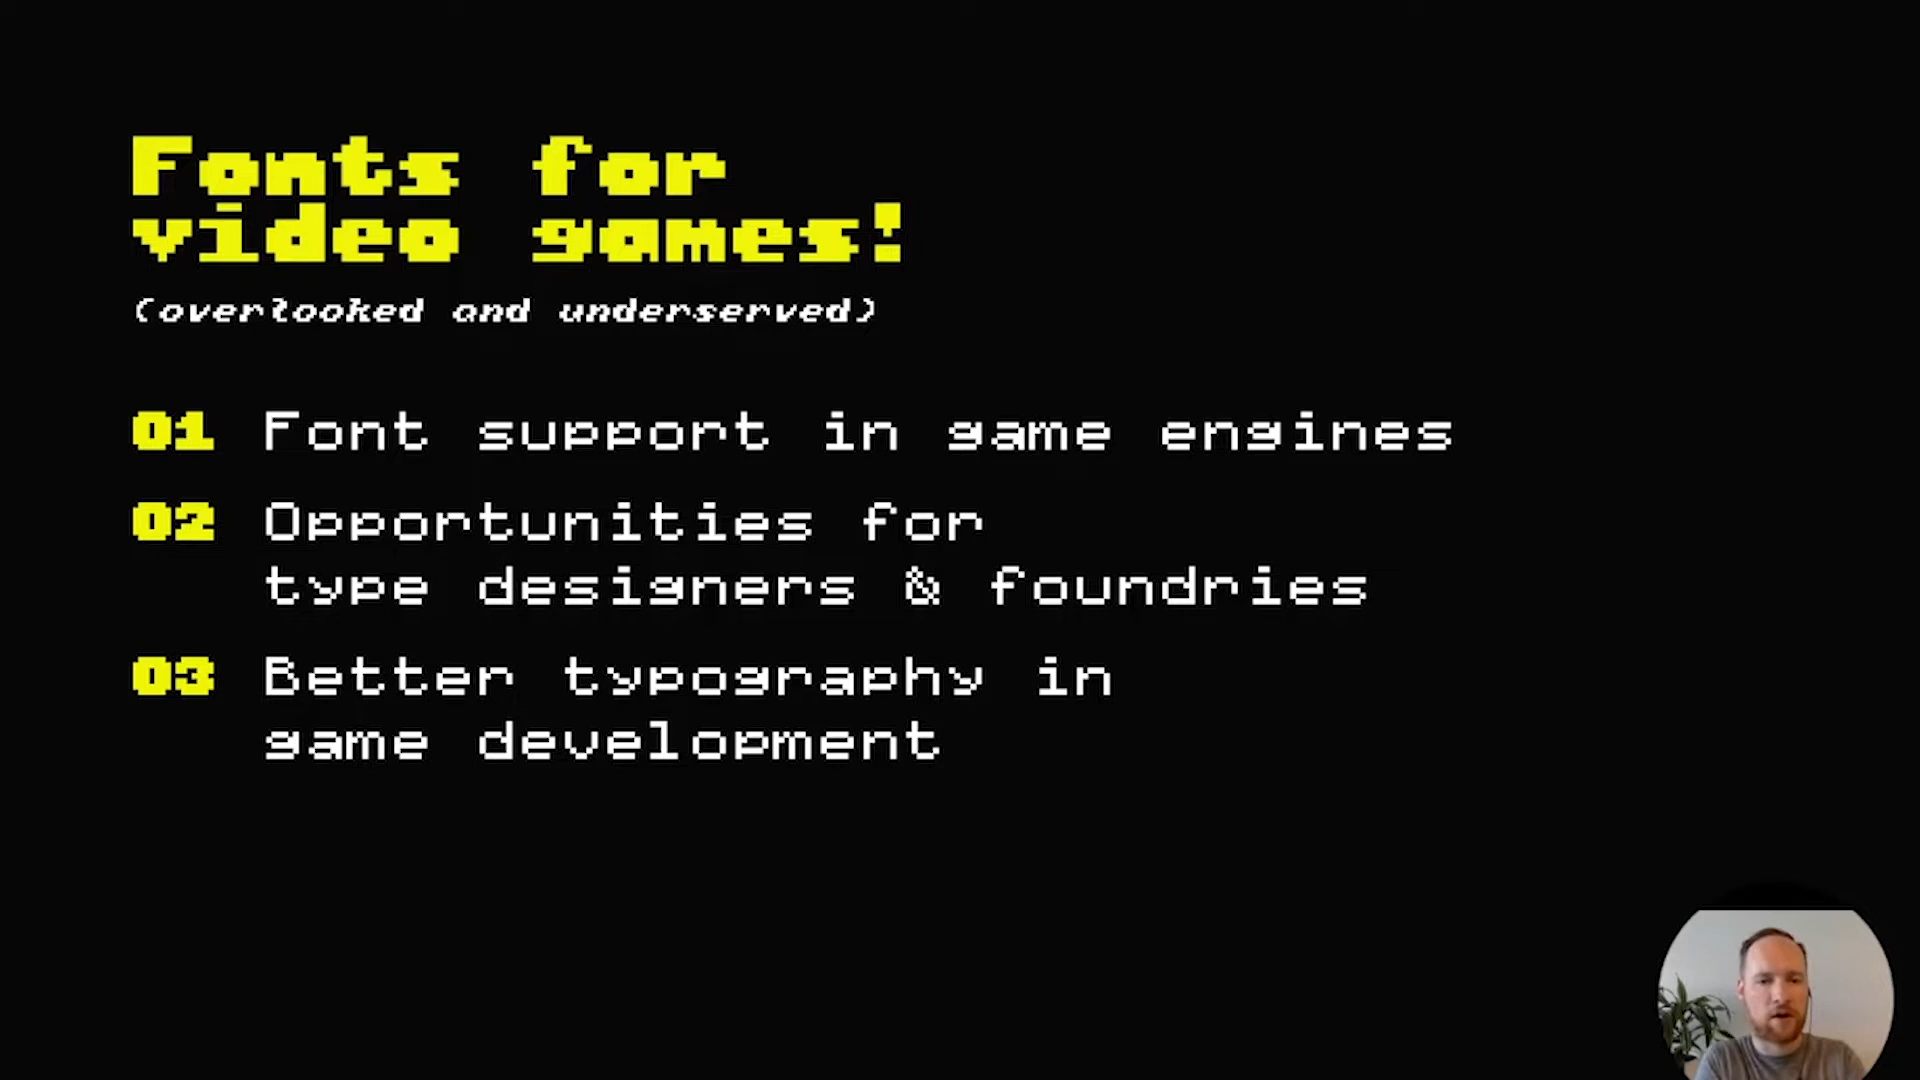 Fonts for
video games!
(overlooked and underserved)
01 Font support in game engines
02 Opportunities for
type designers & foundries
03 Better typography in
game development